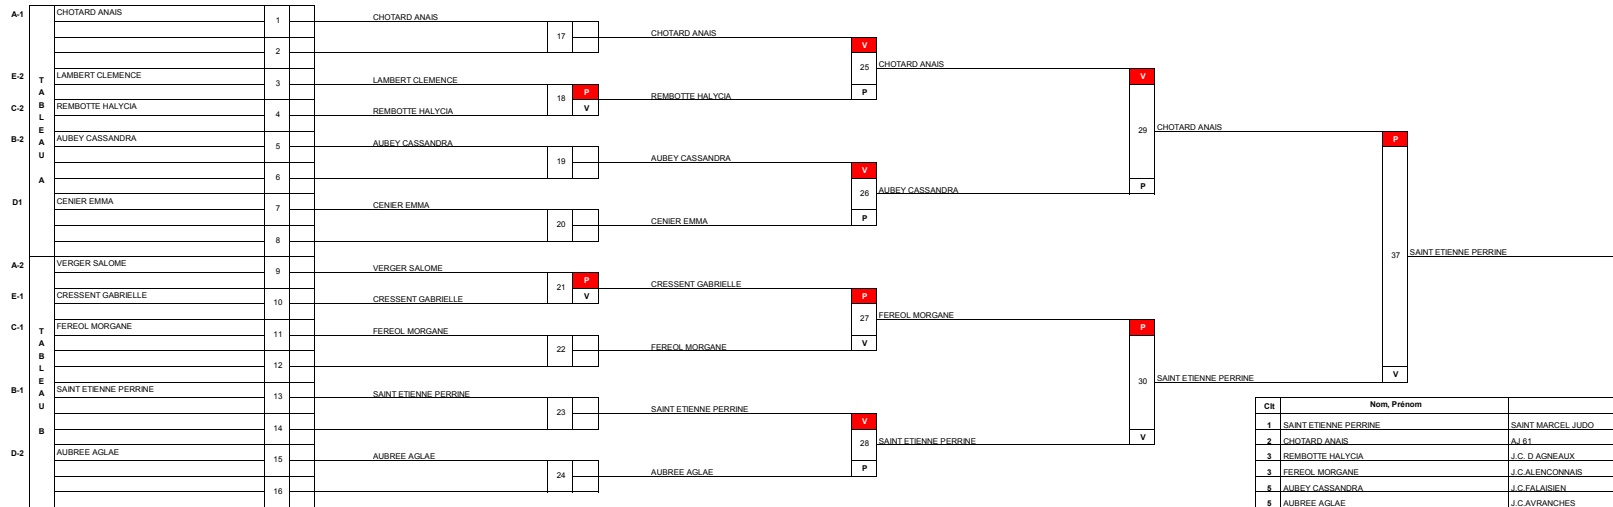 A-1 CHOTARD ANAIS 1 CHOTARD ANAIS
17 CHOTARD ANAIS
2 V
25 CHOTARD ANAIS
E-2 LAMBERT CLEMENCE 3 LAMBERT CLEMENCE V
18 P REMBOTTE HALYCIA P
C-2 REMBOTTE HALYCIA 4 REMBOTTE HALYCIA V
29 CHOTARD ANAIS
B-2 AUBEY CASSANDRA 5 AUBEY CASSANDRA P
19 AUBEY CASSANDRA
6 V
26 AUBEY CASSANDRA P
D1 CENIER EMMA 7 CENIER EMMA
20 CENIER EMMA P
8
TABLEAU A
37 SAINT ETIENNE PERRINE
A-2 VERGER SALOME 9 VERGER SALOME
21 P CRESSENT GABRIELLE
E-1 CRESSENT GABRIELLE 10 CRESSENT GABRIELLE V P
27 FEREOL MORGANE
C-1 FEREOL MORGANE 11 FEREOL MORGANE P
22 FEREOL MORGANE V
12
V
30 SAINT ETIENNE PERRINE
B-1 SAINT ETIENNE PERRINE 13 SAINT ETIENNE PERRINE
23 SAINT ETIENNE PERRINE
14 V
28 SAINT ETIENNE PERRINE V
D-2 AUBREE AGLAE 15 AUBREE AGLAE
24 AUBREE AGLAE P
16
TABLEAU B
Clt Nom, Prénom
1 SAINT ETIENNE PERRINE SAINT MARCEL JUDO
2 CHOTARD ANAIS AJ 61
3 REMBOTTE HALYCIA J.C. D AGNEAUX
3 FEREOL MORGANE J.C.ALENCONNAIS
5 AUBEY CASSANDRA J.C.FALAISIEN
5 AUBREE AGLAE J.C.AVRANCHES